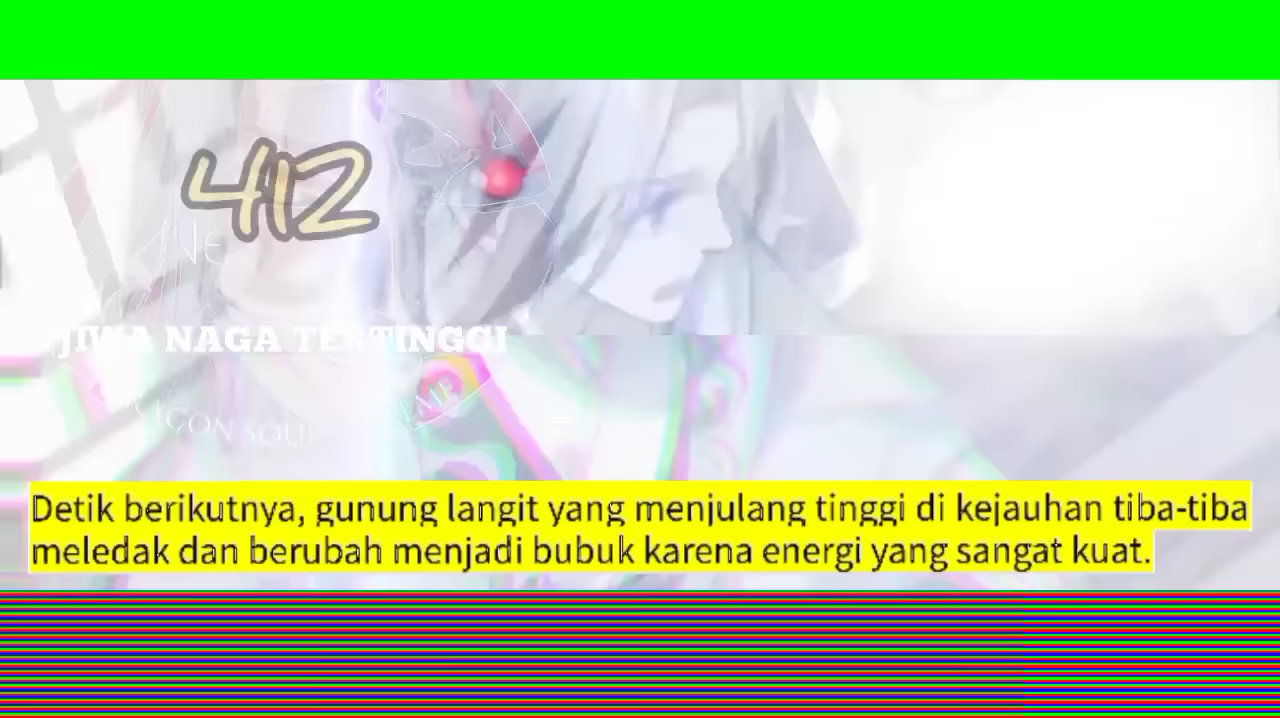 412
JIWA NAGA TERTINGGI
Detik berikutnya, gunung langit yang menjulang tinggi di kejauhan tiba-tiba
meledak dan berubah menjadi bubuk karena energi yang sangat kuat.